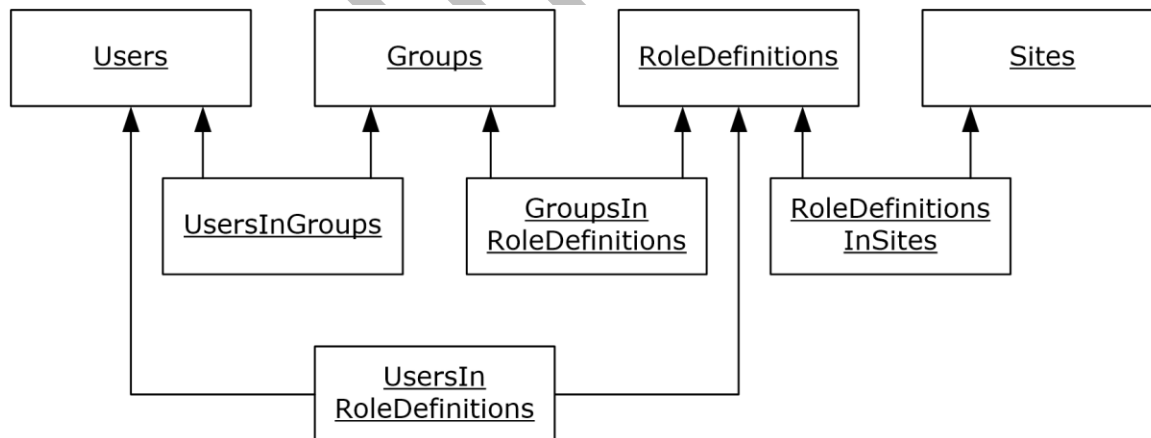 Users
Groups
RoleDefinitions
Sites
UsersInGroups
GroupsIn
RoleDefinitions
RoleDefinitions
InSites
UsersIn
RoleDefinitions